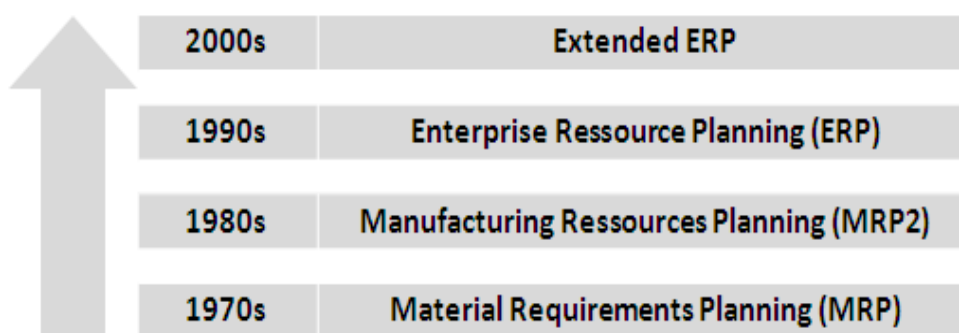 2000s Extended ERP
1990s Enterprise Ressource Planning (ERP)
1980s Manufacturing Ressources Planning (MRP2)
1970s Material Requirements Planning (MRP)